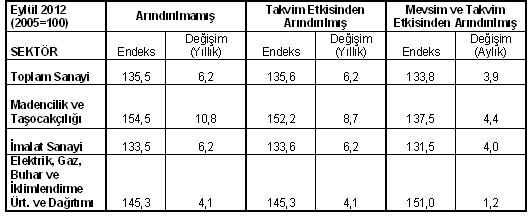 Eylül 2012
(2005=100)
Arındırılmamış
Takvim Etkisinden
Arındırılmış
Mevsim ve Takvim
Etkisinden Arındırılmış
SEKTÖR
Endeks
Değişim
(Yıllık)
Endeks
Değişim
(Yıllık)
Endeks
Değişim
(Aylık)
Toplam Sanayi 135,5 6,2 135,6 6,2 133,8 3,9
Madencilik ve
Taşocakçılığı 154,5 10,8 152,2 8,7 137,5 4,4
İmalat Sanayi 133,5 6,2 133,6 6,2 131,5 4,0
Elektrik, Gaz,
Buhar ve
İklimlendirme
Ürt. ve Dağıtımı 145,3 4,1 145,3 4,1 151,0 1,2